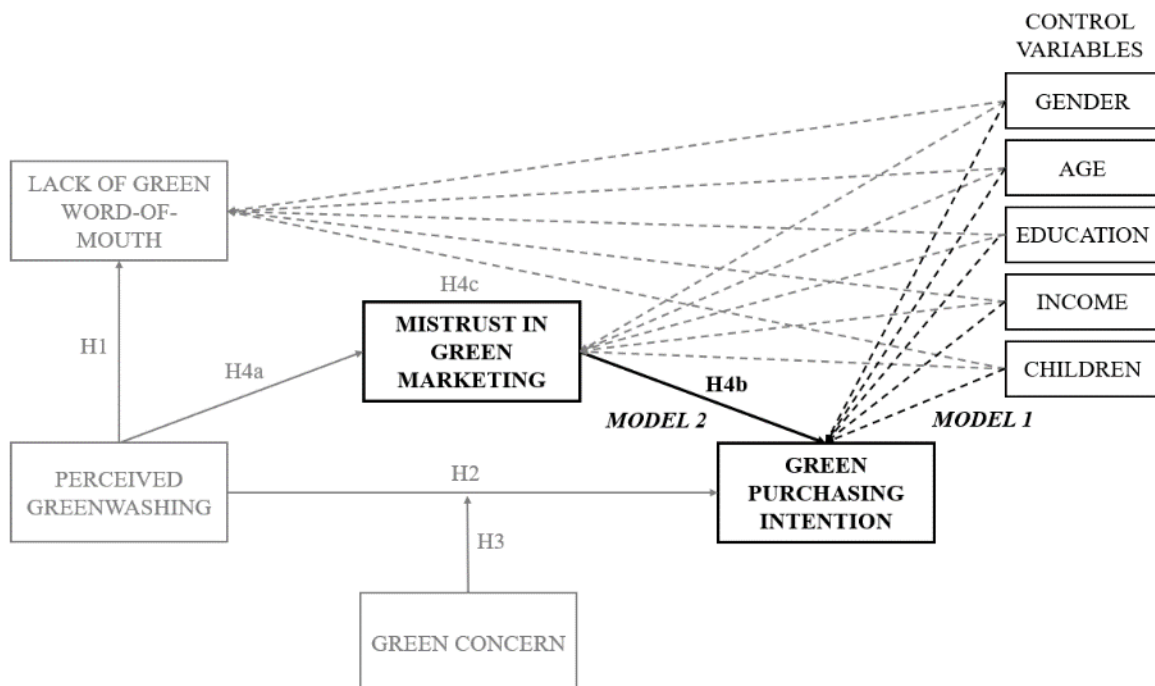 CONTROL
VARIABLES
GENDER
AGE
EDUCATION
INCOME
CHILDREN
LACK OF GREEN
WORD-OF-
MOUTH
H4c
MISTRUST IN
GREEN
MARKETING
H1
H4a
H4b
MODEL 2
MODEL 1
PERCEIVED
GREENWASHING
H2
GREEN
PURCHASING
INTENTION
H3
GREEN CONCERN